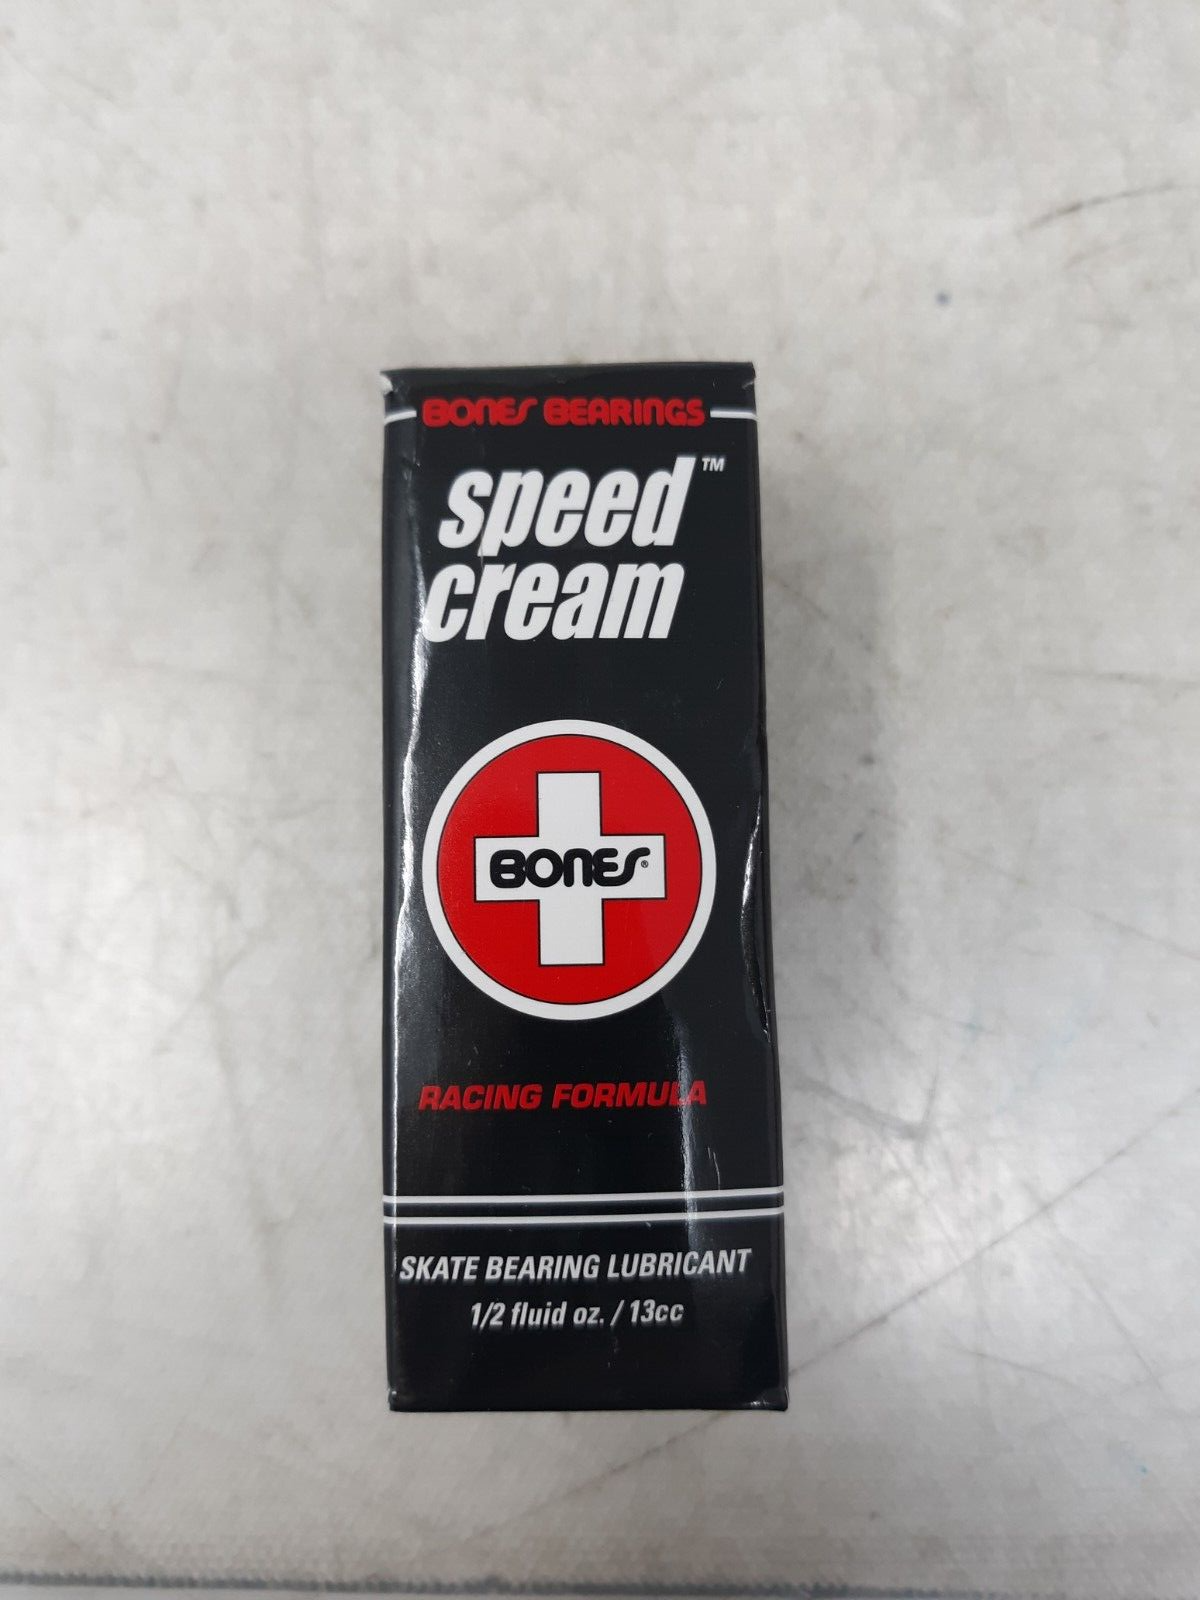 BONES BEARINGS
speed™
cream
BONES®
RACING FORMULA
SKATE BEARING LUBRICANT
1/2 fluid oz. / 13cc